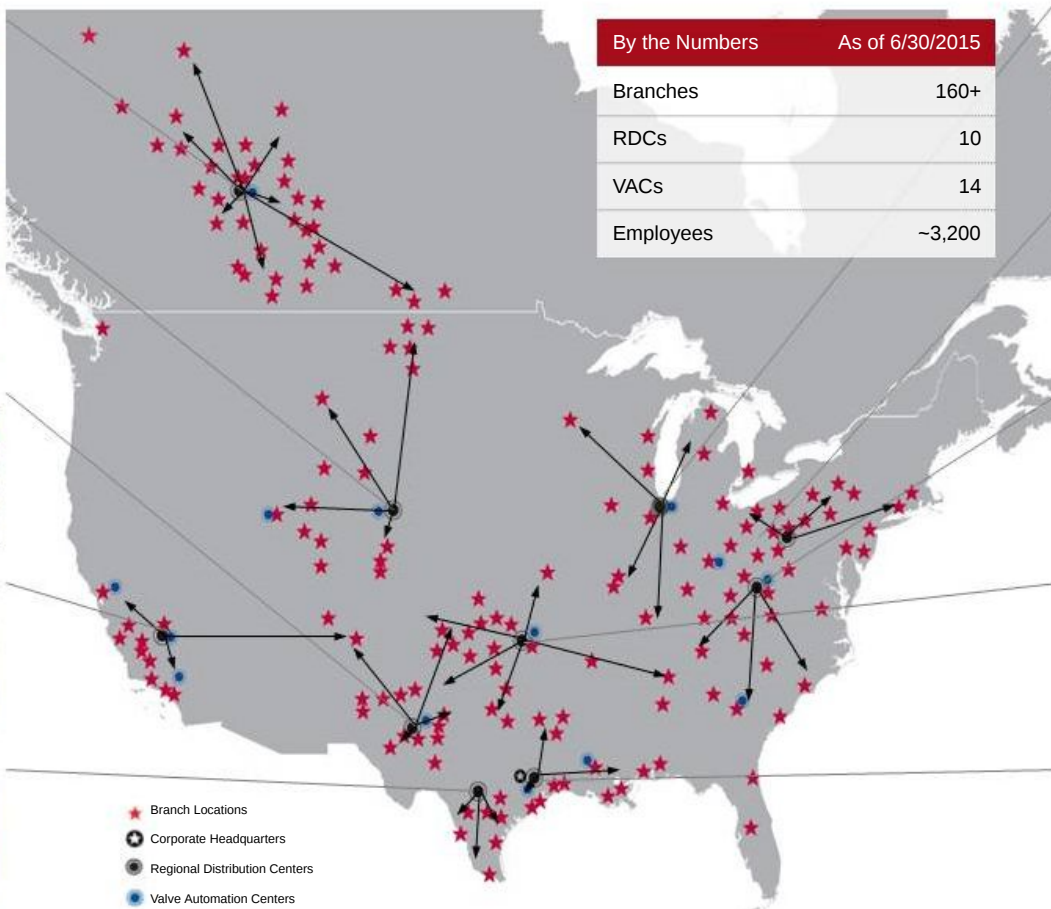 By the Numbers As of 6/30/2015
Branches 160+
RDCs 10
VACs 14
Employees ~3,200
Branch Locations
Corporate Headquarters
Regional Distribution Centers
Valve Automation Centers